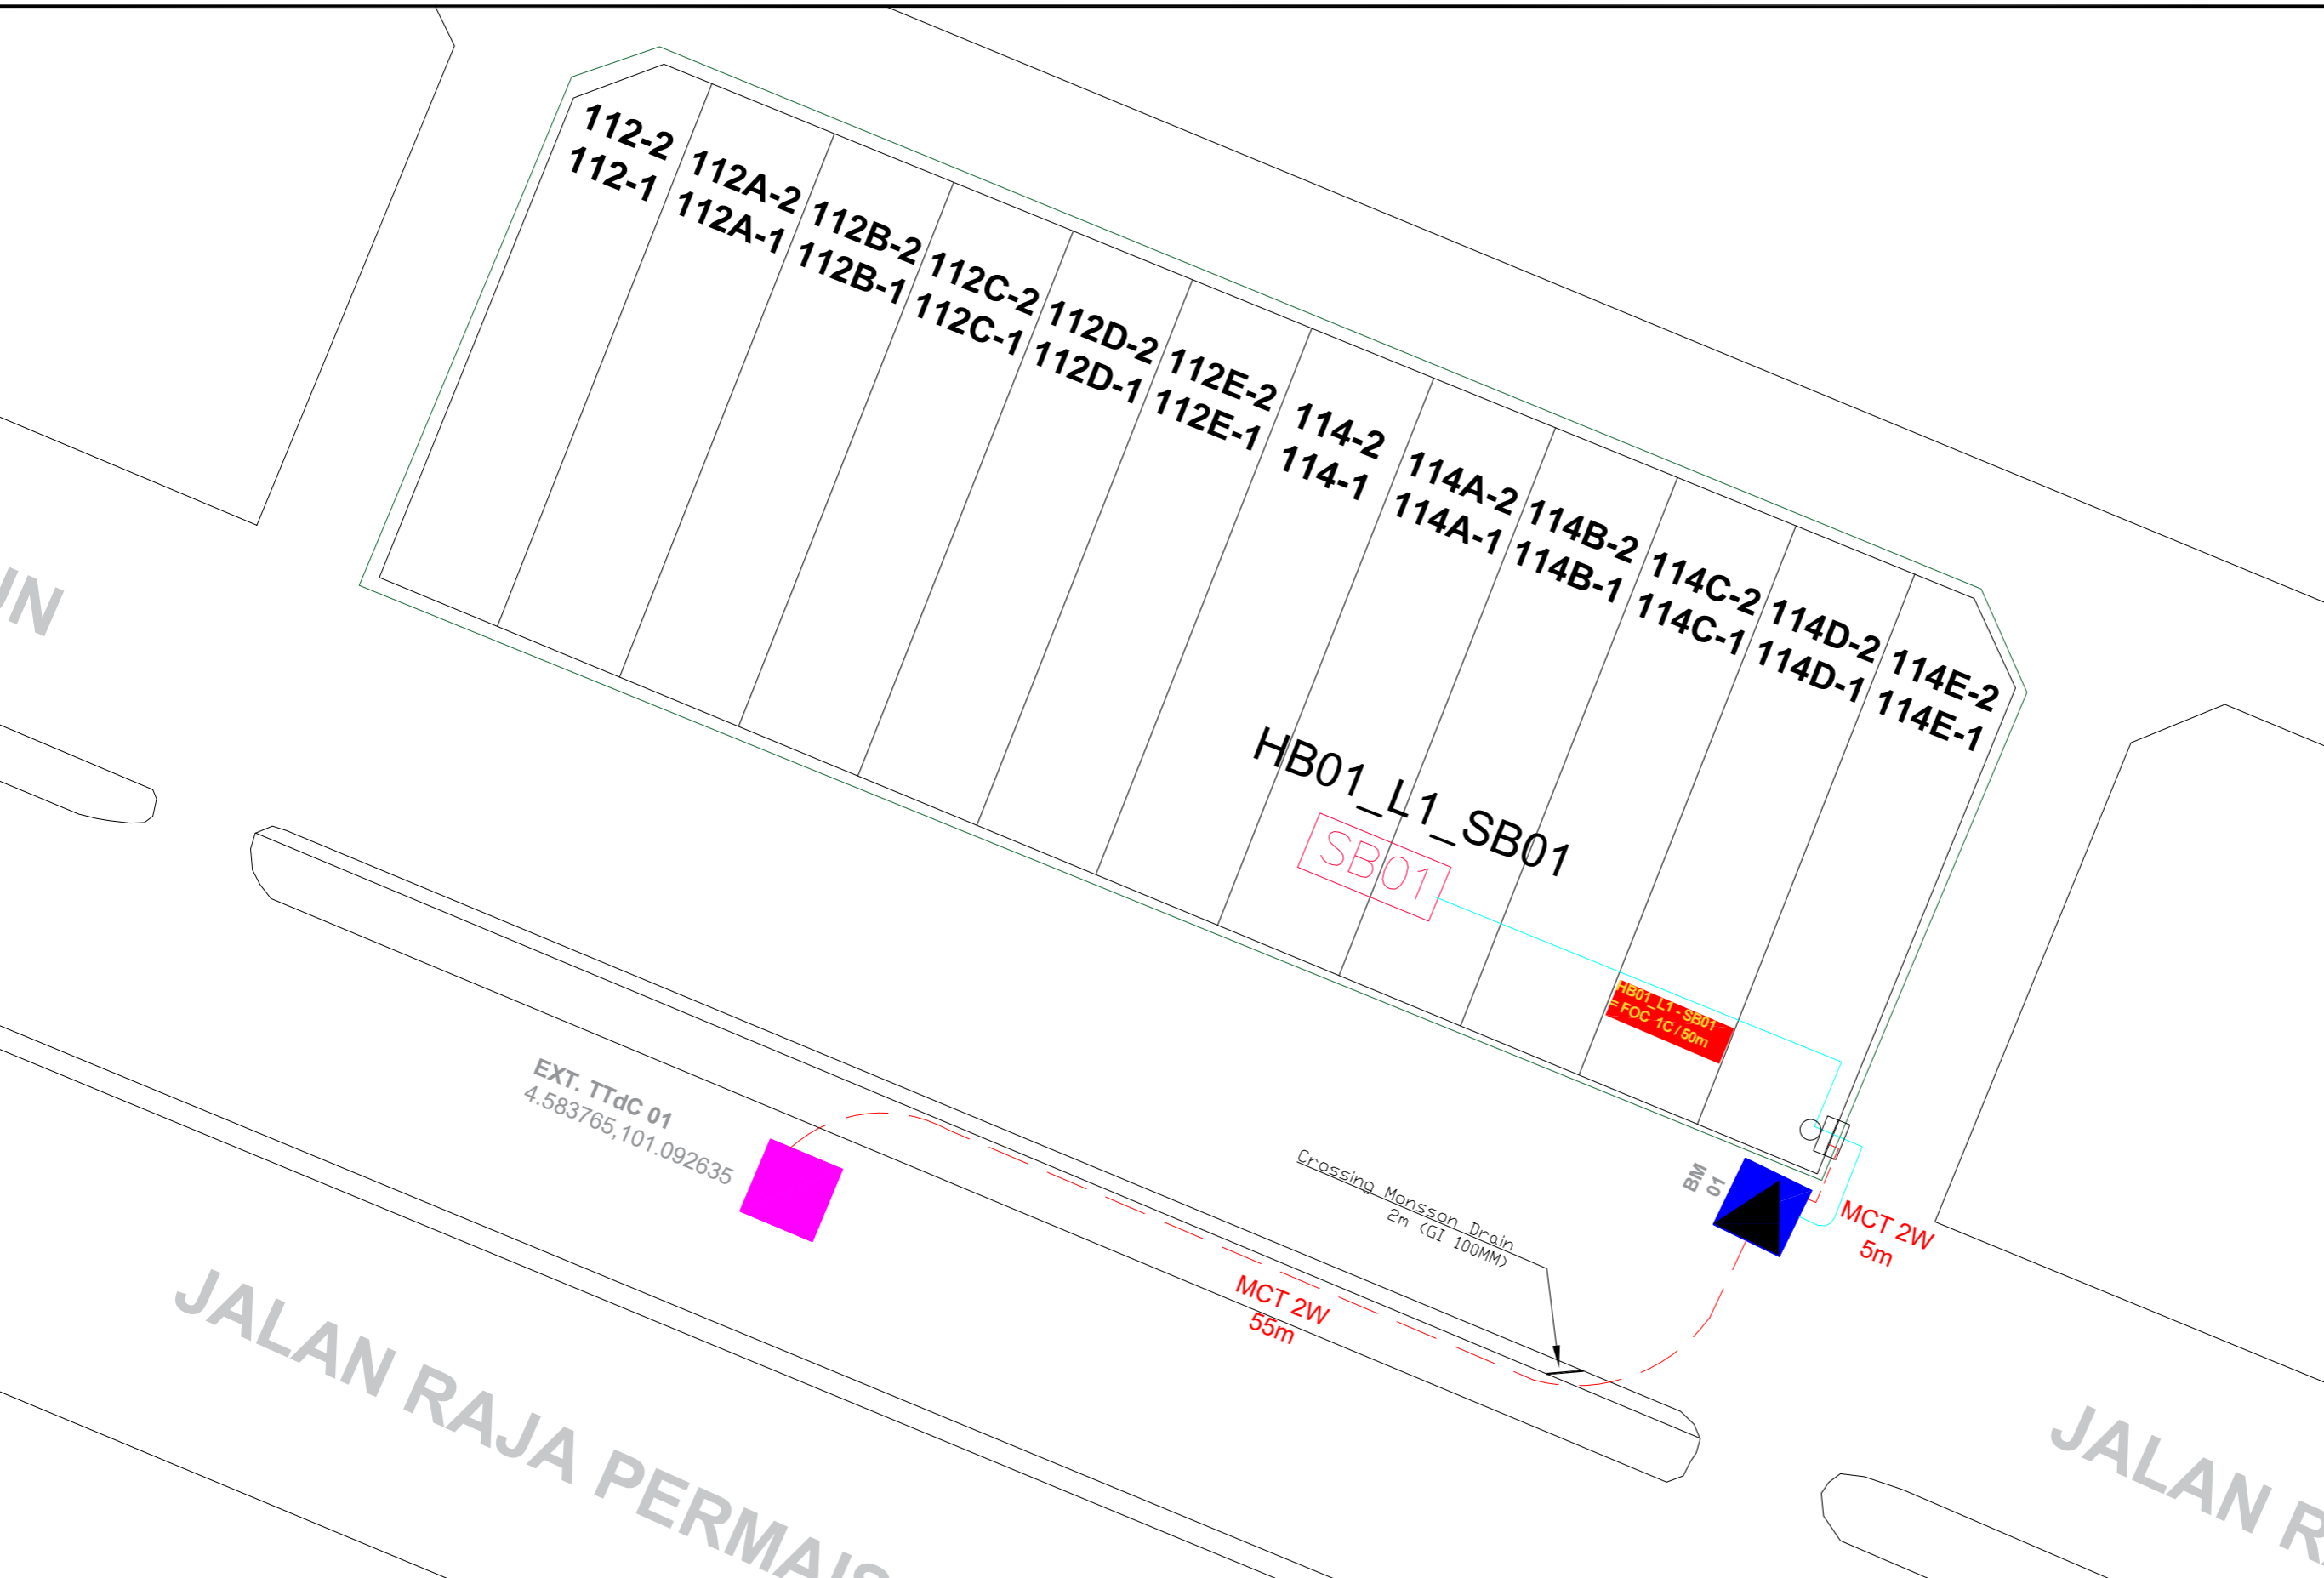 112-2
112-1
112A-2
112A-1
112B-2
112B-1
112C-2
112C-1
112D-2
112D-1
112E-2
112E-1
114-2
114-1
114A-2
114A-1
114B-2
114B-1
114C-2
114C-1
114D-2
114D-1
114E-2
114E-1
HB01_L1_SB01
SB01
HB01_L1 - SB01
= FOC 1C / 50m
EXT. TTdC 01
4.583765,101.092635
Crossing Monsson Drain
2m (GI 100MM)
BM
01
MCT 2W
5m
MCT 2W
55m
JALAN RAJA PERMAIS
JALAN R